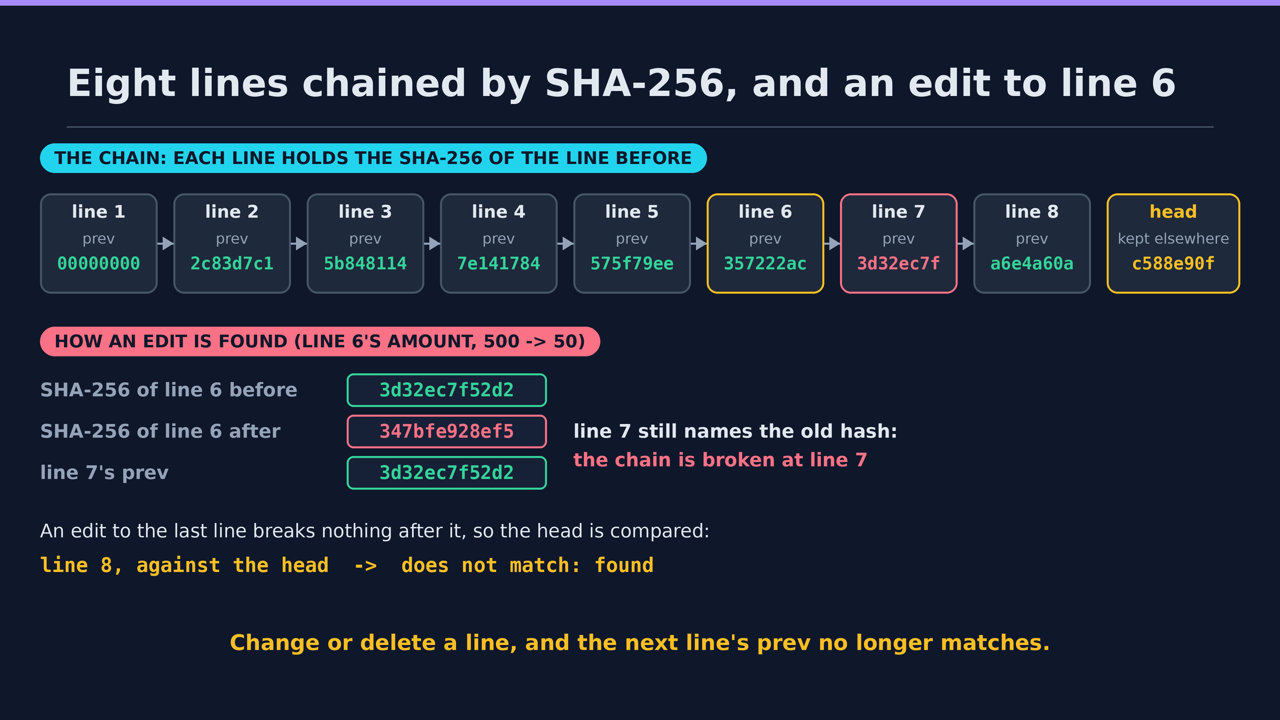 Eight lines chained by SHA-256, and an edit to line 6
THE CHAIN: EACH LINE HOLDS THE SHA-256 OF THE LINE BEFORE
line 1
prev
00000000
line 2
prev
2c83d7c1
line 3
prev
5b848114
line 4
prev
7e141784
line 5
prev
575f79ee
line 6
prev
357222ac
line 7
prev
3d32ec7f
line 8
prev
a6e4a60a
head
kept elsewhere
c588e90f
HOW AN EDIT IS FOUND (LINE 6'S AMOUNT, 500 -> 50)
SHA-256 of line 6 before
3d32ec7f52d2
SHA-256 of line 6 after
347bfe928ef5
line 7's prev
3d32ec7f52d2
line 7 still names the old hash:
the chain is broken at line 7
An edit to the last line breaks nothing after it, so the head is compared:
line 8, against the head -> does not match: found
Change or delete a line, and the next line's prev no longer matches.